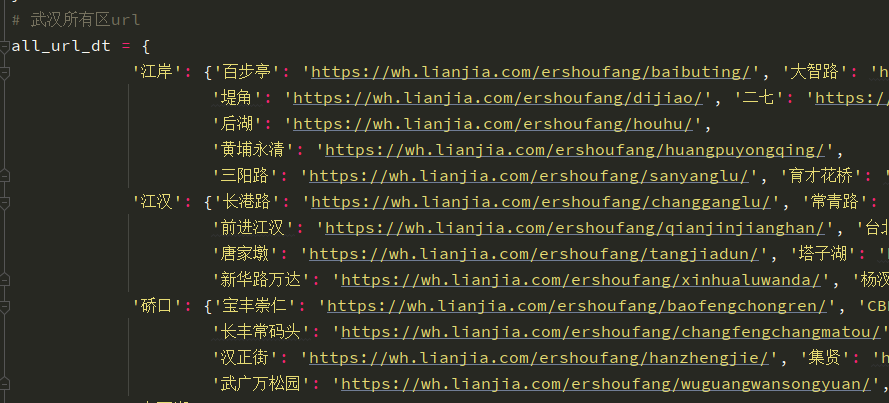 # 武汉所有区url
all_url_dt = {
'江岸': {'百步亭': 'https://wh.lianjia.com/ershoufang/baibuting/', '大智路': 'h
'堤角': 'https://wh.lianjia.com/ershoufang/dijiao/', '二七': 'https://
'后湖': 'https://wh.lianjia.com/ershoufang/houhu/',
'黄埔永清': 'https://wh.lianjia.com/ershoufang/huangpuyongqing/',
'三阳路': 'https://wh.lianjia.com/ershoufang/sanyanglu/', '育才花桥': '
'江汉': {'长港路': 'https://wh.lianjia.com/ershoufang/changganglu/', '常青路':
'前进江汉': 'https://wh.lianjia.com/ershoufang/qianjinjianghan/', '台北
'唐家墩': 'https://wh.lianjia.com/ershoufang/tangjiadun/', '塔子湖': '
'新华路万达': 'https://wh.lianjia.com/ershoufang/xinhualuwanda/', '杨汊
'硚口': {'宝丰崇仁': 'https://wh.lianjia.com/ershoufang/baofengchongren/', 'CB
'长丰常码头': 'https://wh.lianjia.com/ershoufang/changfengchangmatou/'
'汉正街': 'https://wh.lianjia.com/ershoufang/hanzhengjie/', '集贤': 'h
'武广万松园': 'https://wh.lianjia.com/ershoufang/wuguangwansongyuan/',